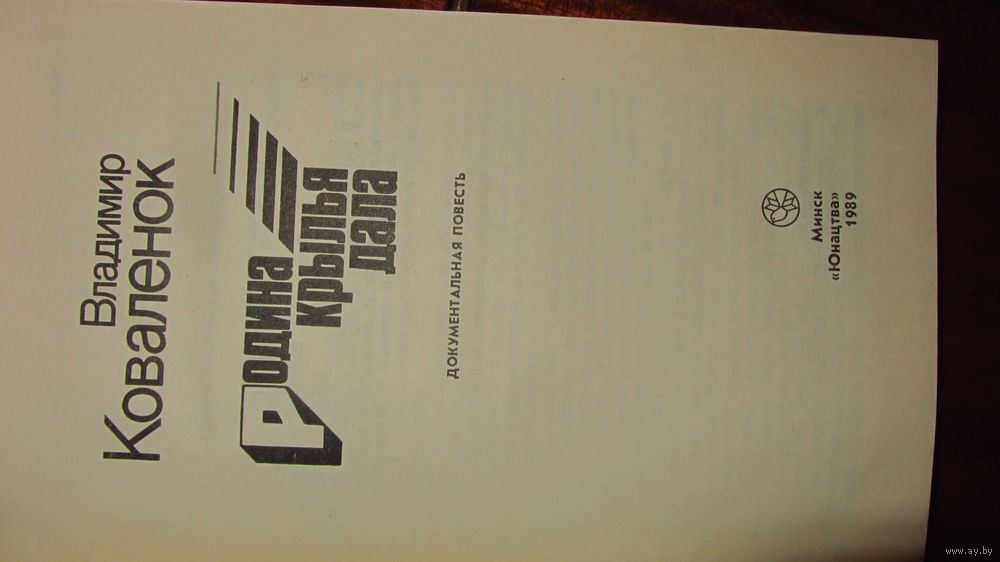 Владимир
Коваленок
Родина
крылья
дала
ДОКУМЕНТАЛЬНАЯ ПОВЕСТЬ
Минск
«Юнацтва»
1989
www.ay.by